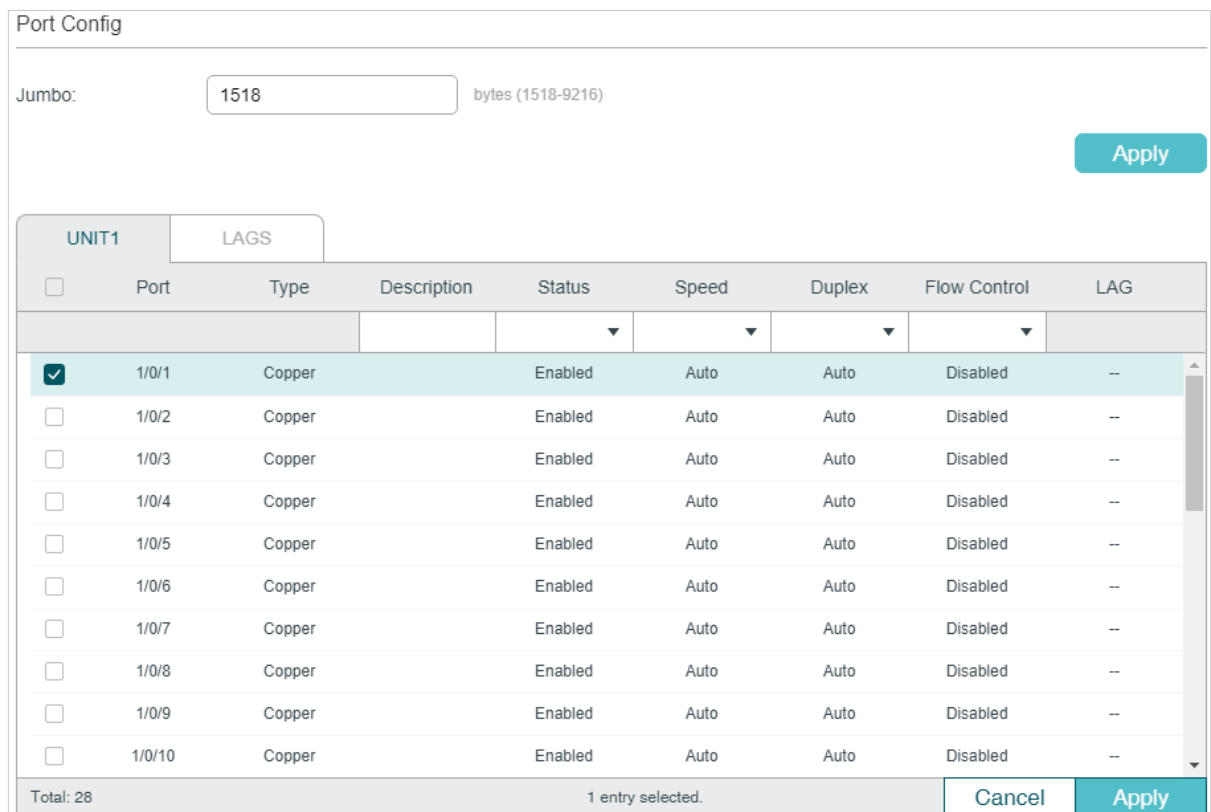 Port Config
Jumbo: 1518 bytes (1518-9216)
Apply
UNIT1 LAGS
Port Type Description Status Speed Duplex Flow Control LAG
1/0/1 Copper Enabled Auto Auto Disabled --
1/0/2 Copper Enabled Auto Auto Disabled --
1/0/3 Copper Enabled Auto Auto Disabled --
1/0/4 Copper Enabled Auto Auto Disabled --
1/0/5 Copper Enabled Auto Auto Disabled --
1/0/6 Copper Enabled Auto Auto Disabled --
1/0/7 Copper Enabled Auto Auto Disabled --
1/0/8 Copper Enabled Auto Auto Disabled --
1/0/9 Copper Enabled Auto Auto Disabled --
1/0/10 Copper Enabled Auto Auto Disabled --
Total: 28 1 entry selected. Cancel Apply